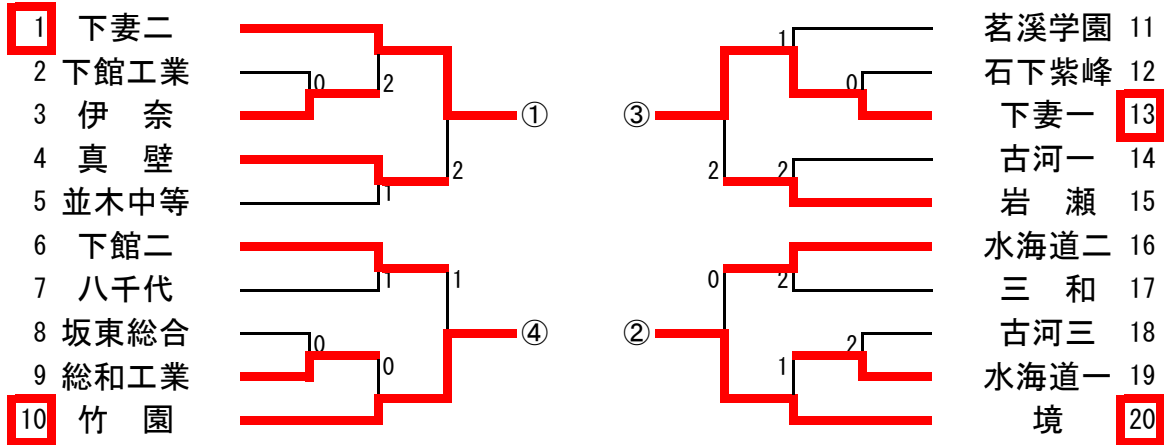 1 下妻二
2 下館工業
3 伊 奈
4 真 壁
5 並木中等
6 下館二
7 八千代
8 坂東総合
9 総和工業
10 竹 園
0
2
1
2
①
1
1
0
0
④
茗溪学園 11
石下紫峰 12
下妻一 13
古河一 14
岩 瀬 15
水海道二 16
三 和 17
古河三 18
水海道一 19
境 20
1
0
③
2
2
0
2
②
2
1